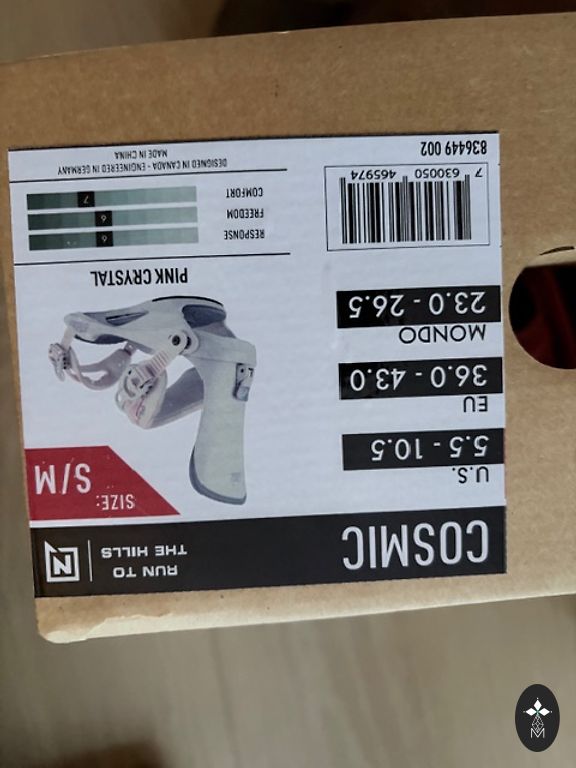 COSMIC
RUN TO
THE HILLS
N
U.S.
5.5 - 10.5
EU
36.0 - 43.0
MONDO
23.0 - 26.5
SIZE:
S/M
PINK CRYSTAL
RESPONSE 6
FREEDOM 6
COMFORT 7
7 630050 465974
836449 002
DESIGNED IN CANADA - ENGINEERED IN GERMANY
MADE IN CHINA
M